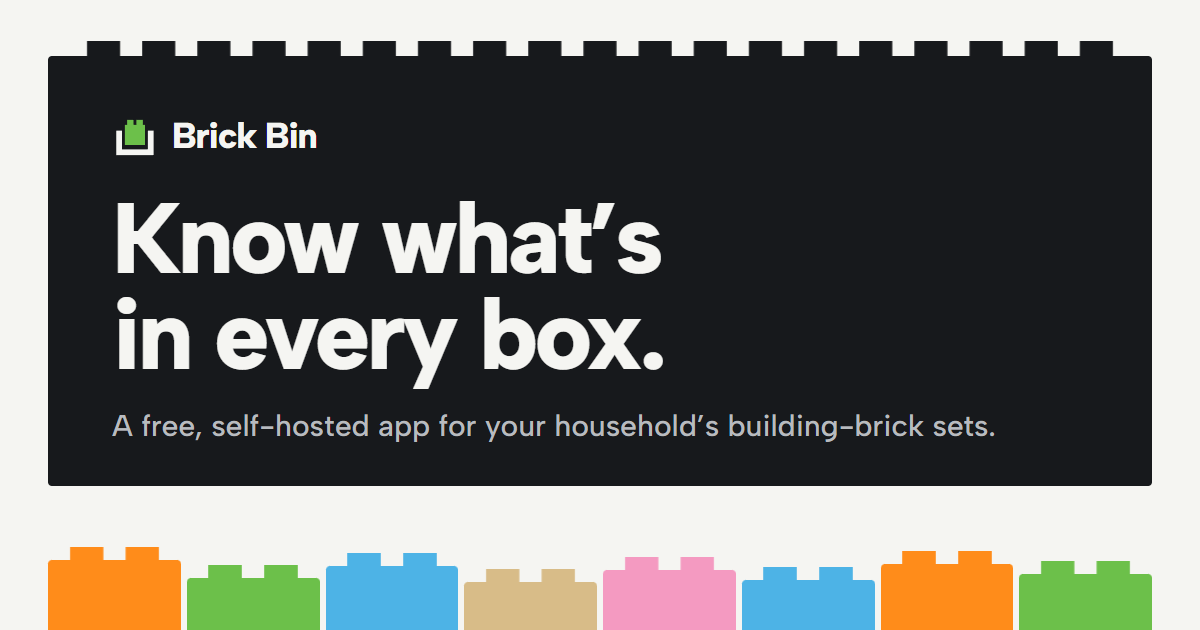 Brick Bin
Know what’s
in every box.
A free, self-hosted app for your household’s building-brick sets.